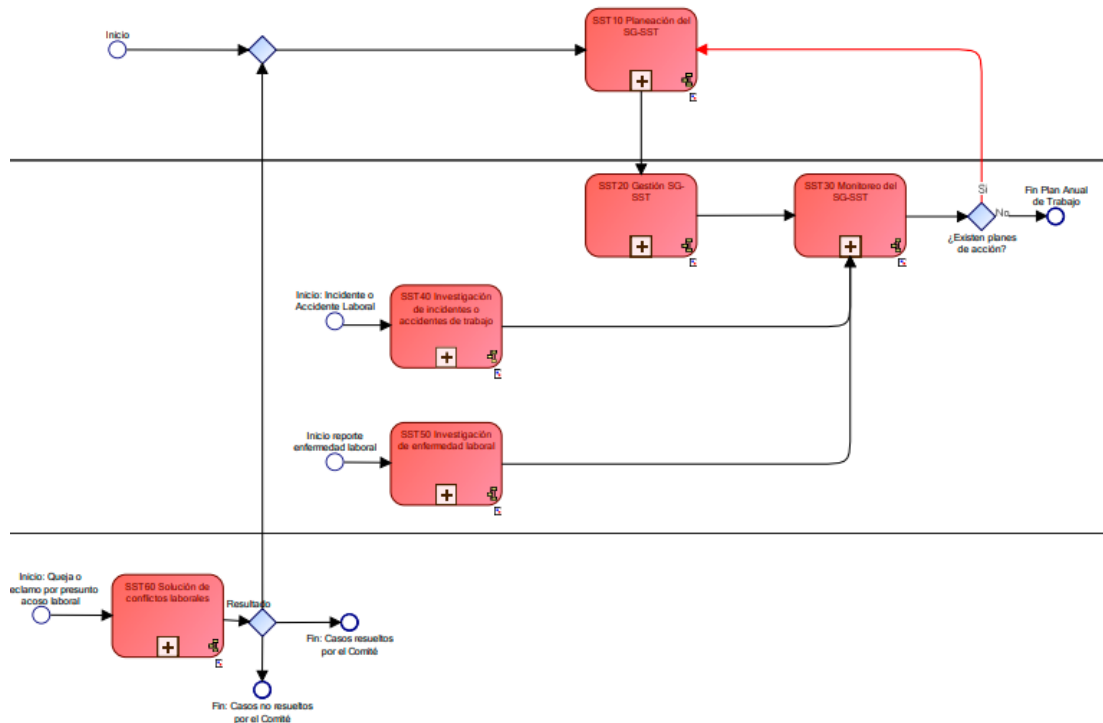 Inicio
SST10 Planeación del
SG-SST
SST20 Gestión SG-
SST
SST30 Monitoreo del
SG-SST
Si
No
Fin Plan Anual
de Trabajo
¿Existen planes
de acción?
Inicio: Incidente o
Accidente Laboral
SST40 Investigación
de incidentes o
accidentes de trabajo
Inicio reporte
enfermedad laboral
SST50 Investigación
de enfermedad laboral
Inicio: Queja o
eclamo por presunto
acoso laboral
SST60 Solución de
conflictos laborales
Resultado
Fin: Casos resueltos
por el Comité
Fin: Casos no resueltos
por el Comité